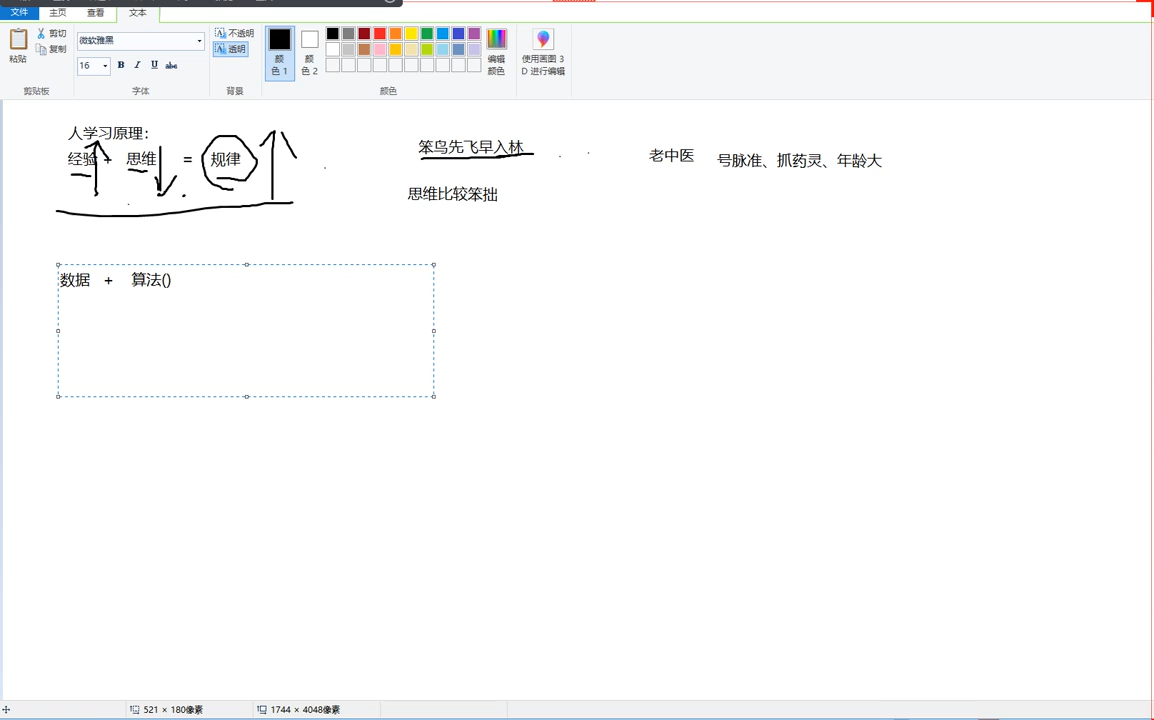 文件 主页 查看 文本
粘贴 剪切 复制
微软雅黑
16 B I U abc
不透明
透明
颜色 1
颜色 2
编辑颜色
使用画图 3D 进行编辑
剪贴板 字体 背景 颜色
人学习原理：
经验 + 思维 = 规律
笨鸟先飞早入林
思维比较笨拙
老中医 号脉准、抓药灵、年龄大
数据 + 算法()
521 × 180像素 1744 × 4048像素